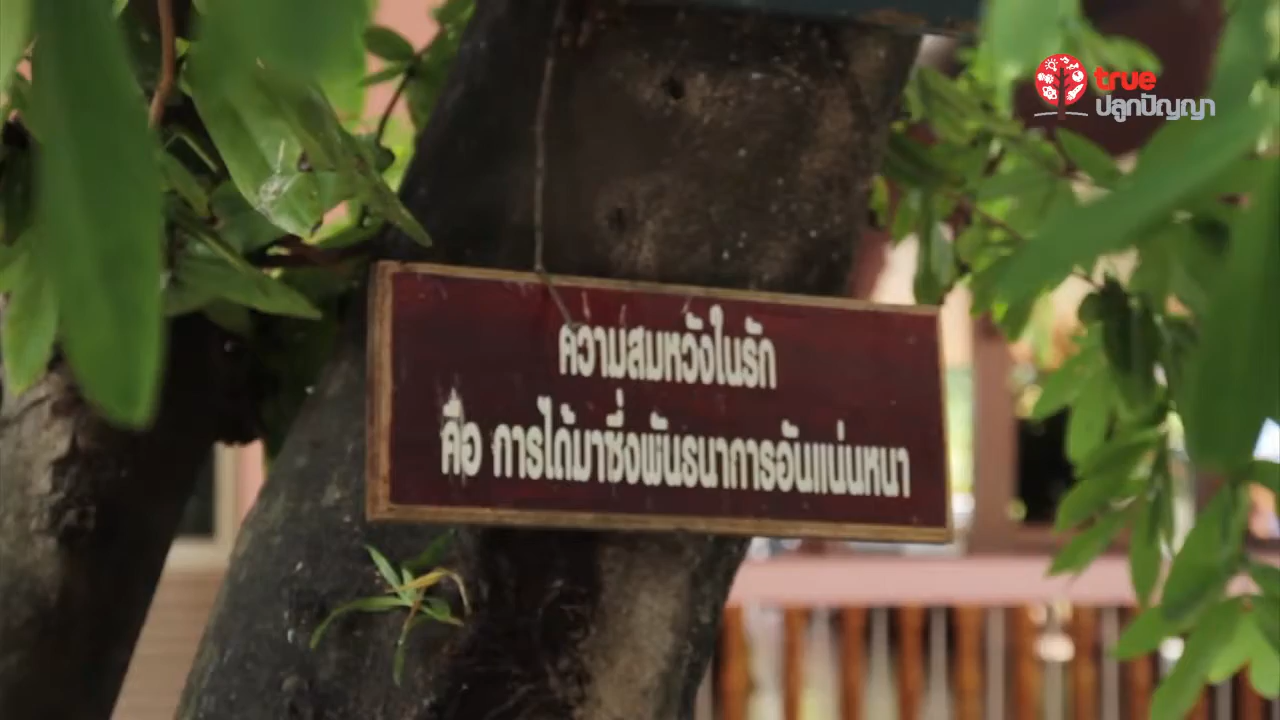 true
ปลูกปัญญา
ความสมหวังในรัก
คือ การได้มาซึ่งพันธนาการอันแน่นหนา